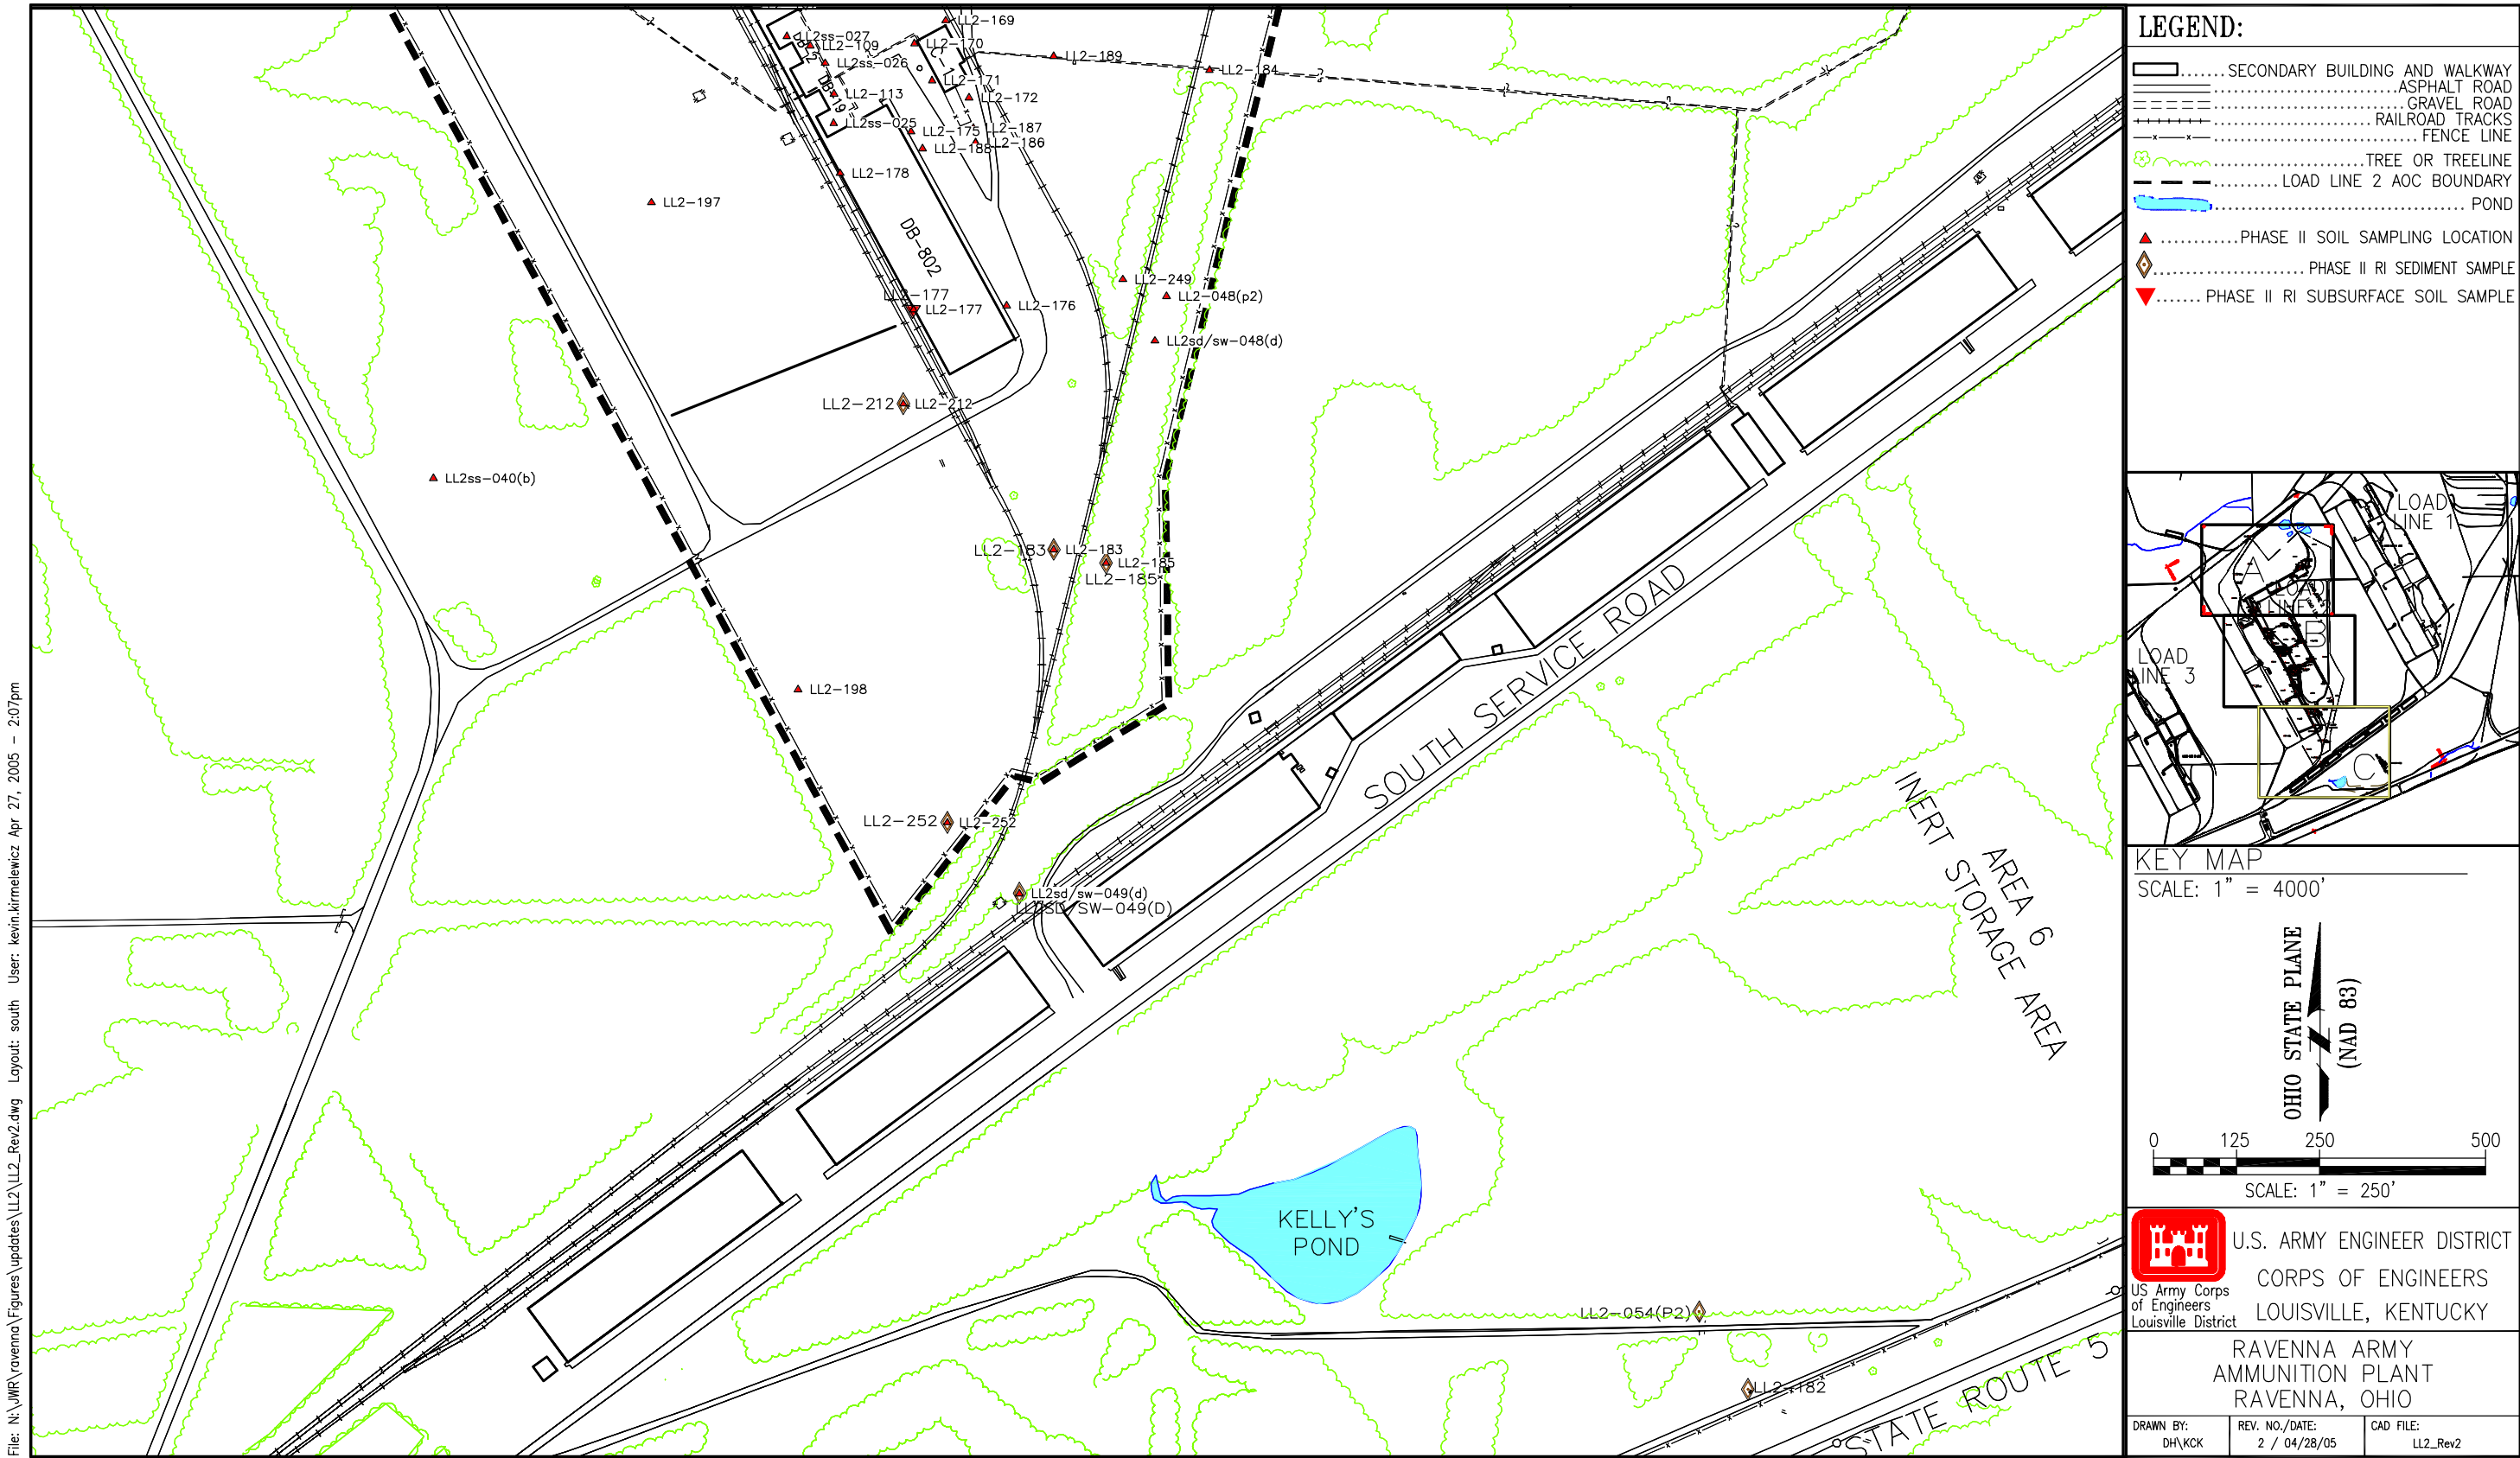 LL2-169
LL2ss-027
LL2-109
LL2-170
LL2-189
LL2ss-026
LL2-184
LL2-171
DB-19
LL2-113
LL2-172
LL2ss-025
LL2-175
LL2-187
LL2-188
LL2-186
LL2-178
LL2-197
DB-802
LL2-249
LL2-177
LL2-048(p2)
LL2-177
LL2-176
LL2sd/sw-048(d)
LL2-212
LL2-212
LL2ss-040(b)
LL2-183
LL2-183
LL2-185
LL2-185
LL2-198
SOUTH SERVICE ROAD
LL2-252
LL2-252
LL2sd/sw-049(d)
LL2SD/SW-049(D)
AREA 6
INERT STORAGE AREA
KELLY'S
POND
LL2-054(P2)
LL2-182
STATE ROUTE 5
File: N:\JWR\ravenna\Figures\updates\LL2\LL2_Rev2.dwg Layout: south User: kevin.kirmelewicz Apr 27, 2005 - 2:07pm
LEGEND:
SECONDARY BUILDING AND WALKWAY
ASPHALT ROAD
GRAVEL ROAD
RAILROAD TRACKS
FENCE LINE
TREE OR TREELINE
LOAD LINE 2 AOC BOUNDARY
POND
PHASE II SOIL SAMPLING LOCATION
PHASE II RI SEDIMENT SAMPLE
PHASE II RI SUBSURFACE SOIL SAMPLE
LOAD
LINE 1
A
LOAD
LINE 2
B
LOAD
LINE 3
C
KEY MAP
SCALE: 1" = 4000'
OHIO STATE PLANE
(NAD 83)
0 125 250 500
SCALE: 1" = 250'
US Army Corps
of Engineers
Louisville District
U.S. ARMY ENGINEER DISTRICT
CORPS OF ENGINEERS
LOUISVILLE, KENTUCKY
RAVENNA ARMY
AMMUNITION PLANT
RAVENNA, OHIO
DRAWN BY:
DH\KCK
REV. NO./DATE:
2 / 04/28/05
CAD FILE:
LL2_Rev2